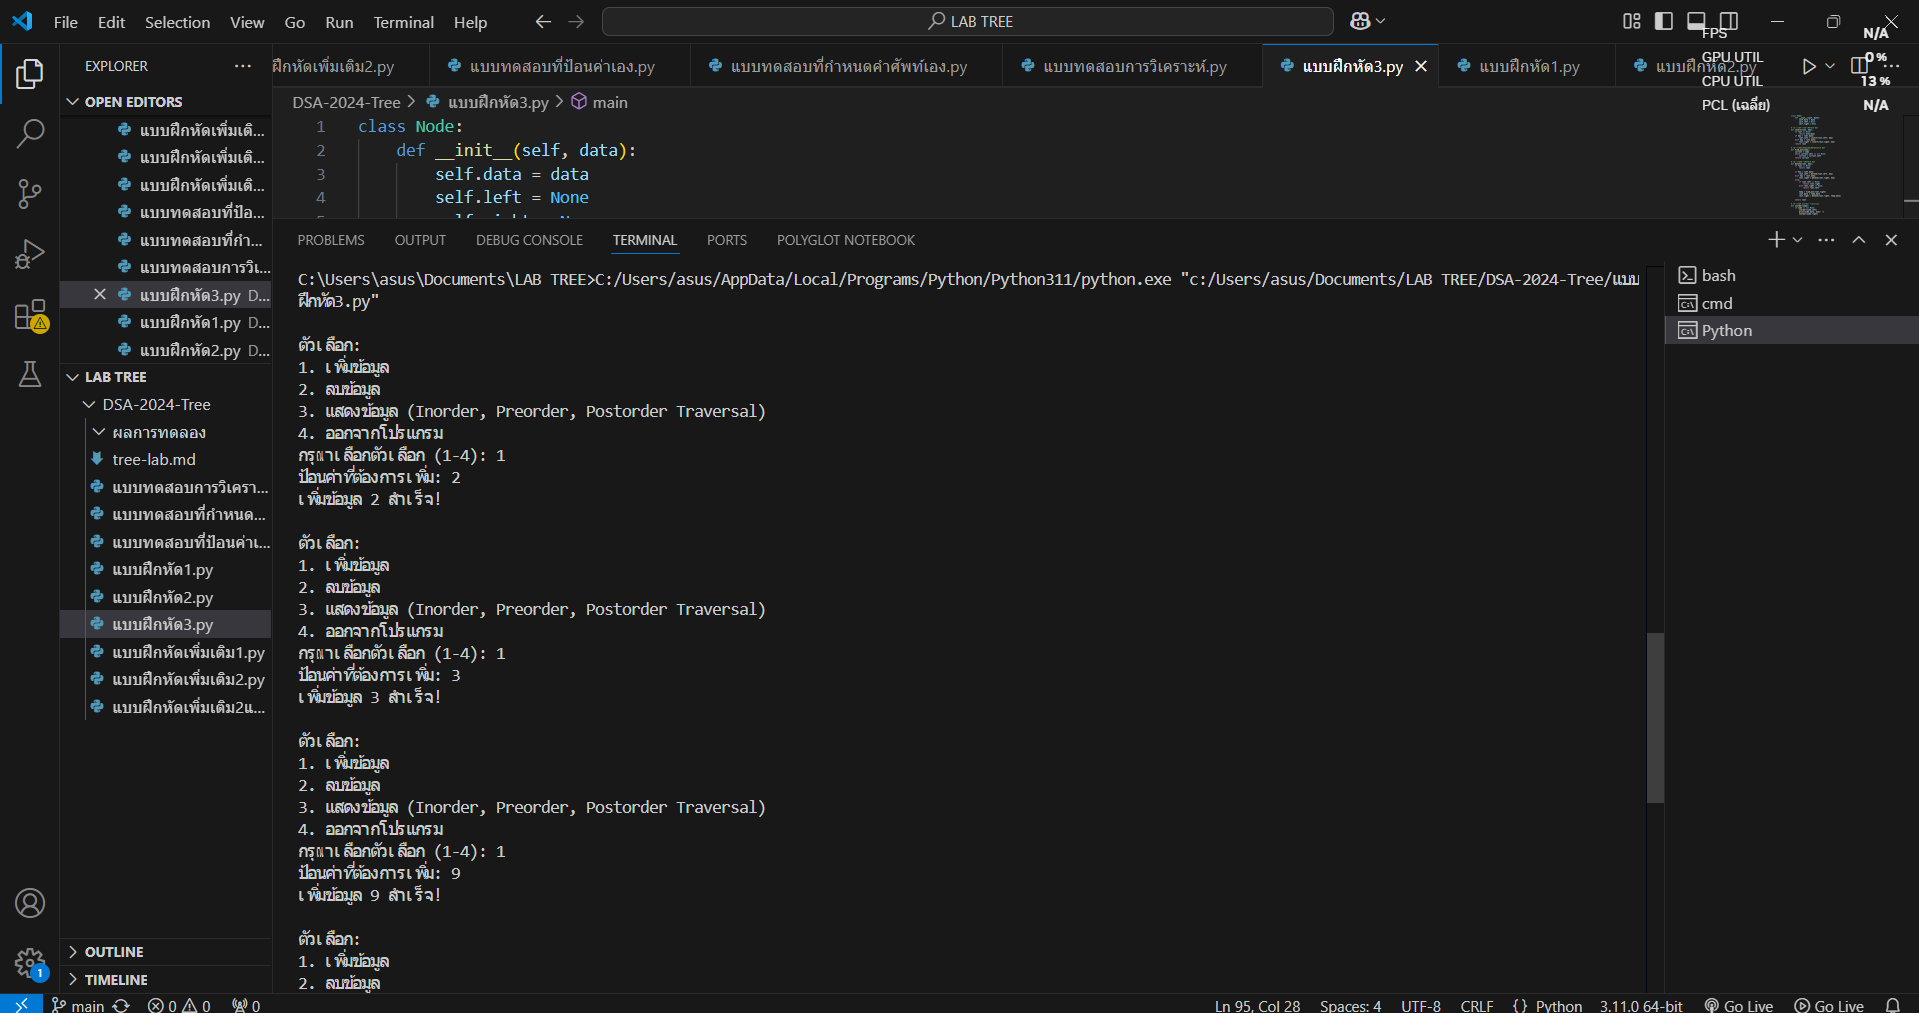 File Edit Selection View Go Run Terminal Help
LAB TREE
FPS N/A
GPU UTIL 0 %
CPU UTIL 13 %
PCL (เฉลี่ย) N/A
EXPLORER
OPEN EDITORS
แบบฝึกหัดเพิ่มเติ...
แบบฝึกหัดเพิ่มเติ...
แบบฝึกหัดเพิ่มเติ...
แบบทดสอบที่ป้อ...
แบบทดสอบที่กำ...
แบบทดสอบการวิเ...
แบบฝึกหัด3.py D...
แบบฝึกหัด1.py D...
แบบฝึกหัด2.py D...
LAB TREE
DSA-2024-Tree
ผลการทดลอง
tree-lab.md
แบบทดสอบการวิเครา...
แบบทดสอบที่กำหนด...
แบบทดสอบที่ป้อนค่าเ...
แบบฝึกหัด1.py
แบบฝึกหัด2.py
แบบฝึกหัด3.py
แบบฝึกหัดเพิ่มเติม1.py
แบบฝึกหัดเพิ่มเติม2.py
แบบฝึกหัดเพิ่มเติม2แ...
OUTLINE
TIMELINE
ฝึกหัดเพิ่มเติม2.py แบบทดสอบที่ป้อนค่าเอง.py แบบทดสอบที่กำหนดคำศัพท์เอง.py แบบทดสอบการวิเคราะห์.py แบบฝึกหัด3.py แบบฝึกหัด1.py แบบฝึกหัด2.py
DSA-2024-Tree > แบบฝึกหัด3.py > main
1 class Node:
2 def __init__(self, data):
3 self.data = data
4 self.left = None
PROBLEMS OUTPUT DEBUG CONSOLE TERMINAL PORTS POLYGLOT NOTEBOOK
C:\Users\asus\Documents\LAB TREE>C:/Users/asus/AppData/Local/Programs/Python/Python311/python.exe "c:/Users/asus/Documents/LAB TREE/DSA-2024-Tree/แบบ
ฝึกหัด3.py"
ตัวเลือก:
1. เพิ่มข้อมูล
2. ลบข้อมูล
3. แสดงข้อมูล (Inorder, Preorder, Postorder Traversal)
4. ออกจากโปรแกรม
กรุณาเลือกตัวเลือก (1-4): 1
ป้อนค่าที่ต้องการเพิ่ม: 2
เพิ่มข้อมูล 2 สำเร็จ!
ตัวเลือก:
1. เพิ่มข้อมูล
2. ลบข้อมูล
3. แสดงข้อมูล (Inorder, Preorder, Postorder Traversal)
4. ออกจากโปรแกรม
กรุณาเลือกตัวเลือก (1-4): 1
ป้อนค่าที่ต้องการเพิ่ม: 3
เพิ่มข้อมูล 3 สำเร็จ!
ตัวเลือก:
1. เพิ่มข้อมูล
2. ลบข้อมูล
3. แสดงข้อมูล (Inorder, Preorder, Postorder Traversal)
4. ออกจากโปรแกรม
กรุณาเลือกตัวเลือก (1-4): 1
ป้อนค่าที่ต้องการเพิ่ม: 9
เพิ่มข้อมูล 9 สำเร็จ!
ตัวเลือก:
1. เพิ่มข้อมูล
2. ลบข้อมูล
bash
cmd
Python
1
main 0 0 0
Ln 95, Col 28 Spaces: 4 UTF-8 CRLF {} Python 3.11.0 64-bit Go Live Go Live